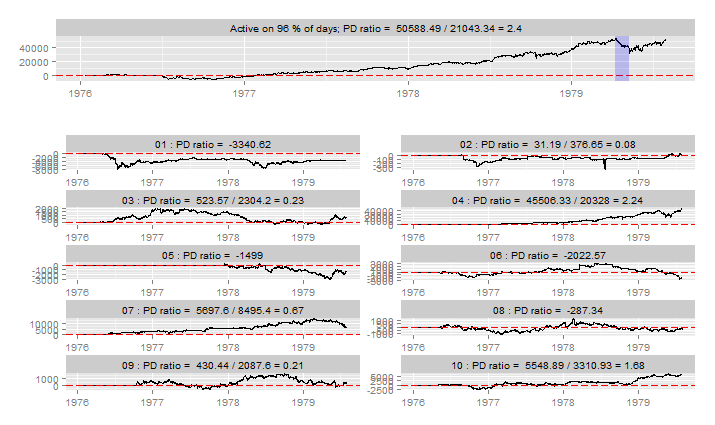 Active on 96 % of days; PD ratio = 50588.49 / 21043.34 = 2.4
40000
20000
0
1976 1977 1978 1979
01 : PD ratio = -3340.62
02 : PD ratio = 31.19 / 376.65 = 0.08
1976 1977 1978 1979
1976 1977 1978 1979
03 : PD ratio = 523.57 / 2304.2 = 0.23
04 : PD ratio = 45506.33 / 20328 = 2.24
1976 1977 1978 1979
1976 1977 1978 1979
05 : PD ratio = -1499
06 : PD ratio = -2022.57
1976 1977 1978 1979
1976 1977 1978 1979
07 : PD ratio = 5697.6 / 8495.4 = 0.67
08 : PD ratio = -287.34
10000
5000
0
1976 1977 1978 1979
1976 1977 1978 1979
09 : PD ratio = 430.44 / 2087.6 = 0.21
10 : PD ratio = 5548.89 / 3310.93 = 1.68
1000
0
1976 1977 1978 1979
1976 1977 1978 1979